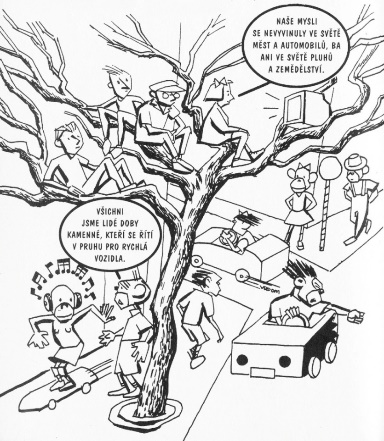 NAŠE MYSLI
SE NEVYVINULY VE SVĚTĚ
MĚST A AUTOMOBILŮ, BA
ANI VE SVĚTĚ PLUHŮ
A ZEMĚDĚLSTVÍ.
VŠICHNI
JSME LIDÉ DOBY
KAMENNÉ, KTEŘÍ SE ŘÍTÍ
V PRUHU PRO RYCHLÁ
VOZIDLA.
VROOM